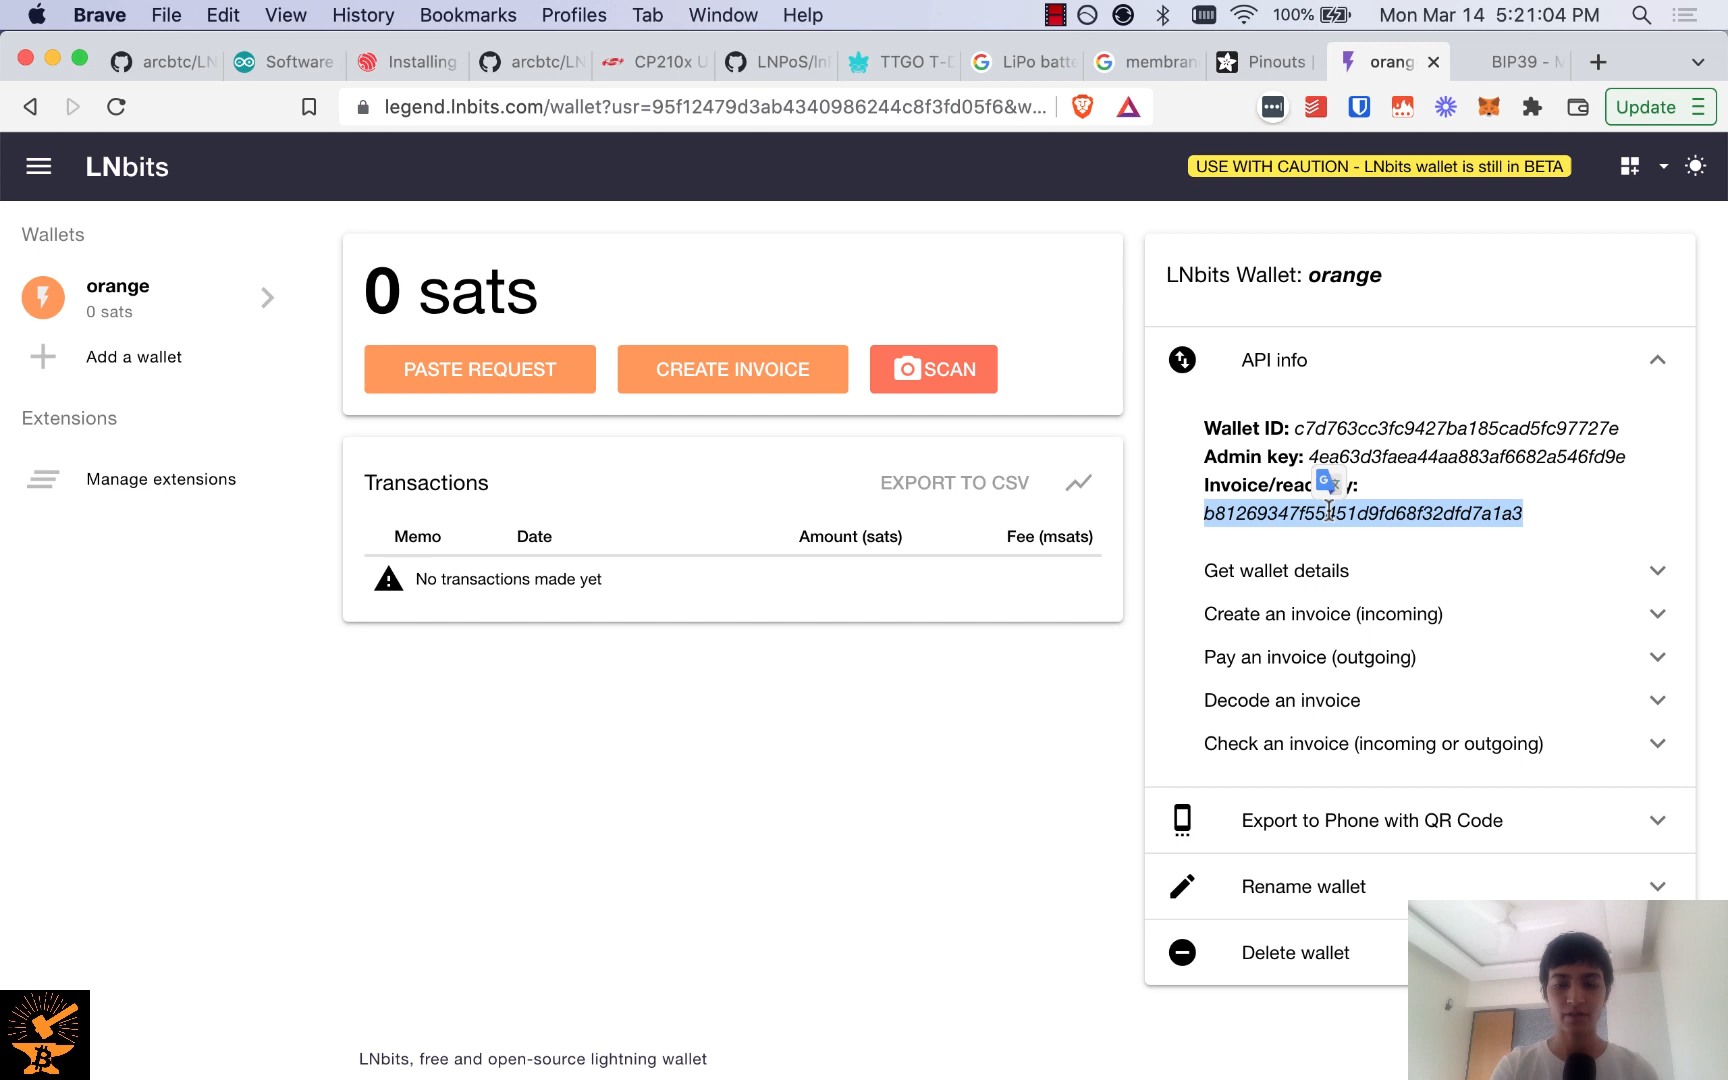 Brave File Edit View History Bookmarks Profiles Tab Window Help 100% Mon Mar 14 5:21:04 PM
arcbtc/LN Software Installing arcbtc/LN CP210x U LNPoS/Ini TTGO T-D LiPo batte membran Pinouts orang BIP39 - M
legend.lnbits.com/wallet?usr=95f12479d3ab4340986244c8f3fd05f6&w... Update
LNbits USE WITH CAUTION - LNbits wallet is still in BETA
Wallets
orange
0 sats
Add a wallet
Extensions
Manage extensions
0 sats
PASTE REQUEST CREATE INVOICE SCAN
Transactions EXPORT TO CSV
Memo Date Amount (sats) Fee (msats)
No transactions made yet
LNbits Wallet: orange
API info
Wallet ID: c7d763cc3fc9427ba185cad5fc97727e
Admin key: 4ea63d3faea44aa883af6682a546fd9e
Invoice/read
Get wallet details
Create an invoice (incoming)
Pay an invoice (outgoing)
Decode an invoice
Check an invoice (incoming or outgoing)
Export to Phone with QR Code
Rename wallet
Delete wallet
LNbits, free and open-source lightning wallet